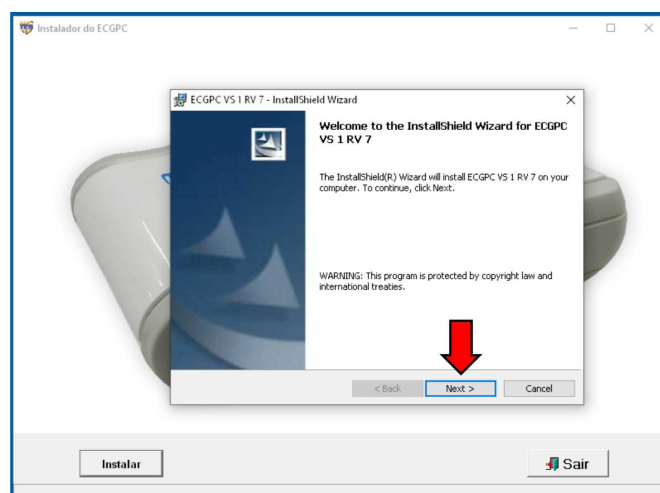 Instalador do ECGPC
ECGPC VS 1 RV 7 - InstallShield Wizard
Welcome to the InstallShield Wizard for ECGPC
VS 1 RV 7
The InstallShield(R) Wizard will install ECGPC VS 1 RV 7 on your
computer. To continue, click Next.
WARNING: This program is protected by copyright law and
international treaties.
< Back
Next >
Cancel
Instalar
Sair